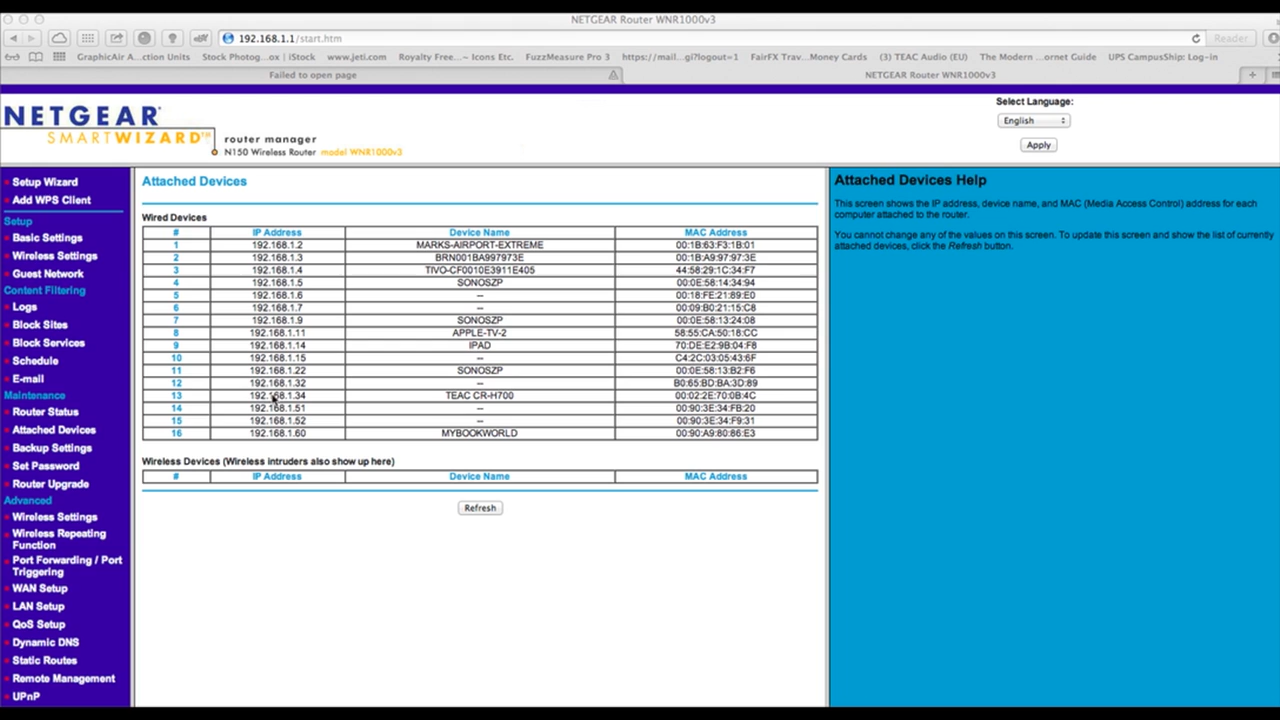 NETGEAR Router WNR1000v3
192.168.1.1/start.htm
Reader
GraphicAir A...ction Units Stock Photog...ox | iStock www.jeti.com Royalty Free...~ Icons Etc. FuzzMeasure Pro 3 https://mail...gi?logout=1 FairFX Trav...Money Cards (3) TEAC Audio (EU) The Modern ...ornet Guide UPS CampusShip: Log-in
Failed to open page
NETGEAR Router WNR1000v3
NETGEAR
SMARTWIZARD™
router manager
N150 Wireless Router model WNR1000v3
Select Language:
English
Apply
Setup Wizard
Add WPS Client
Setup
Basic Settings
Wireless Settings
Guest Network
Content Filtering
Logs
Block Sites
Block Services
Schedule
E-mail
Maintenance
Router Status
Attached Devices
Backup Settings
Set Password
Router Upgrade
Advanced
Wireless Settings
Wireless Repeating
Function
Port Forwarding / Port
Triggering
WAN Setup
LAN Setup
QoS Setup
Dynamic DNS
Static Routes
Remote Management
UPnP
Attached Devices
Wired Devices
# IP Address Device Name MAC Address
1 192.168.1.2 MARKS-AIRPORT-EXTREME 00:1B:63:F3:1B:01
2 192.168.1.3 BRN001BA997973E 00:1B:A9:97:97:3E
3 192.168.1.4 TIVO-CF0010E3911E405 44:58:29:1C:34:F7
4 192.168.1.5 SONOSZP 00:0E:58:14:34:94
5 192.168.1.6 -- 00:18:FE:21:89:E0
6 192.168.1.7 -- 00:09:B0:21:15:C8
7 192.168.1.9 SONOSZP 00:0E:58:13:24:08
8 192.168.1.11 APPLE-TV-2 58:55:CA:50:18:CC
9 192.168.1.14 IPAD 70:DE:E2:9B:04:F8
10 192.168.1.15 -- C4:2C:03:05:43:6F
11 192.168.1.22 SONOSZP 00:0E:58:13:B2:F6
12 192.168.1.32 -- B0:65:BD:BA:3D:89
13 192.168.1.34 TEAC CR-H700 00:02:2E:70:0B:4C
14 192.168.1.51 -- 00:90:3E:34:FB:20
15 192.168.1.52 -- 00:90:3E:34:F9:31
16 192.168.1.60 MYBOOKWORLD 00:90:A9:80:86:E3
Wireless Devices (Wireless intruders also show up here)
# IP Address Device Name MAC Address
Refresh
Attached Devices Help
This screen shows the IP address, device name, and MAC (Media Access Control) address for each
computer attached to the router.
You cannot change any of the values on this screen. To update this screen and show the list of currently
attached devices, click the Refresh button.